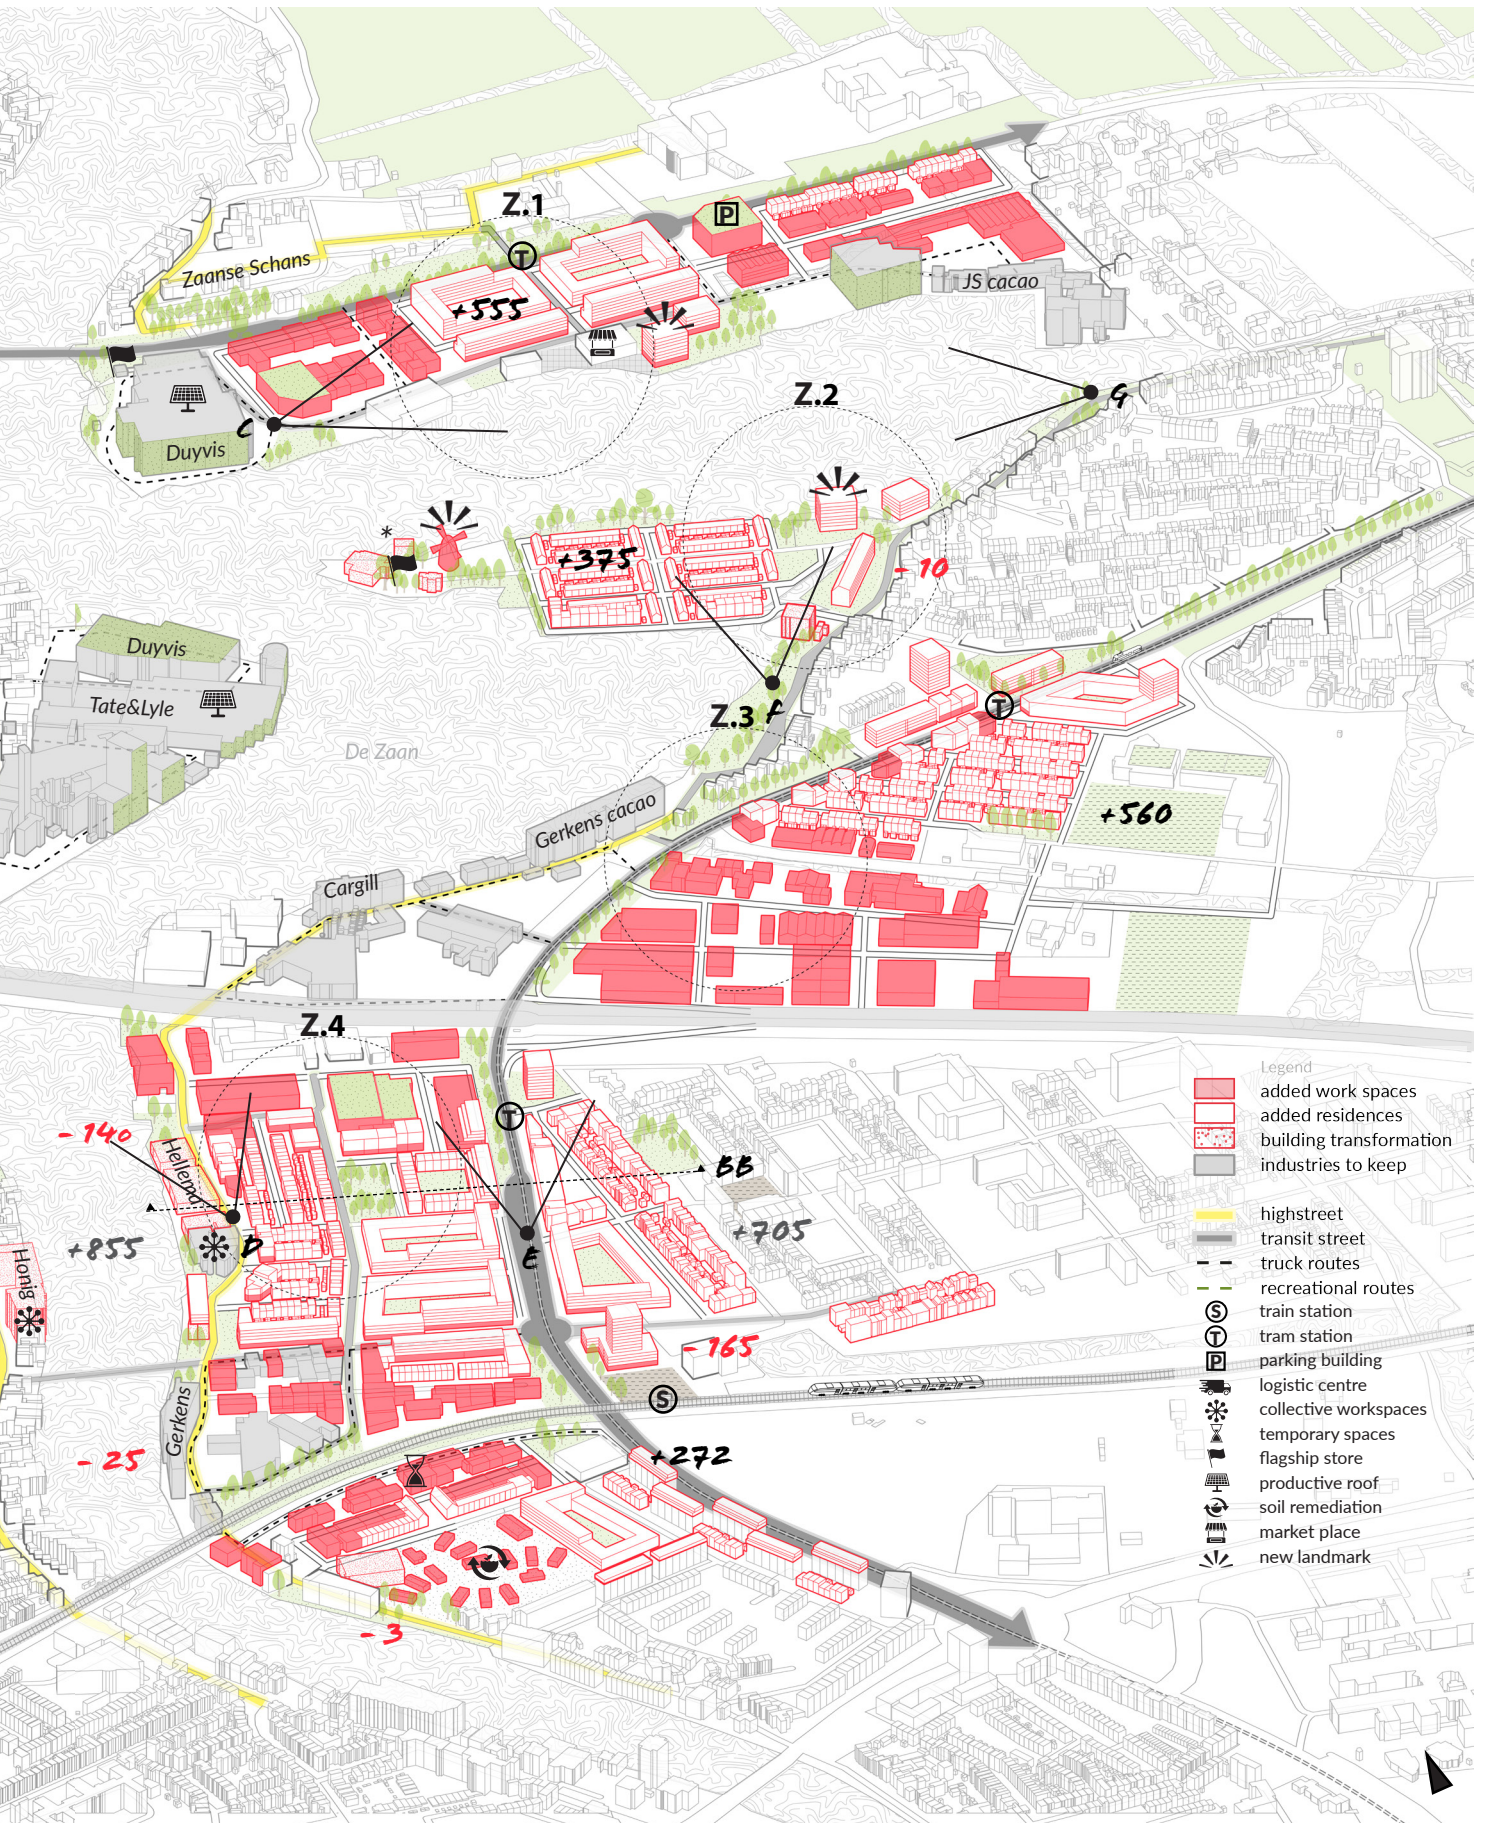 Z.1
T
P
Zaanse Schans
+555
JS cacao
Z.2
C
G
Duyvis
*
+375
- 10
Duyvis
Tate&Lyle
T
Z.3
F
De Zaan
+560
Gerkens cacao
Cargill
Z.4
Legend
added work spaces
added residences
building transformation
industries to keep
highstreet
transit street
truck routes
recreational routes
S train station
T tram station
P parking building
logistic centre
collective workspaces
temporary spaces
flagship store
productive roof
soil remediation
market place
new landmark
T
- 140
Hellema
BB
+705
+855
D
E
Honig
- 165
S
Gerkens
- 25
+272
- 3